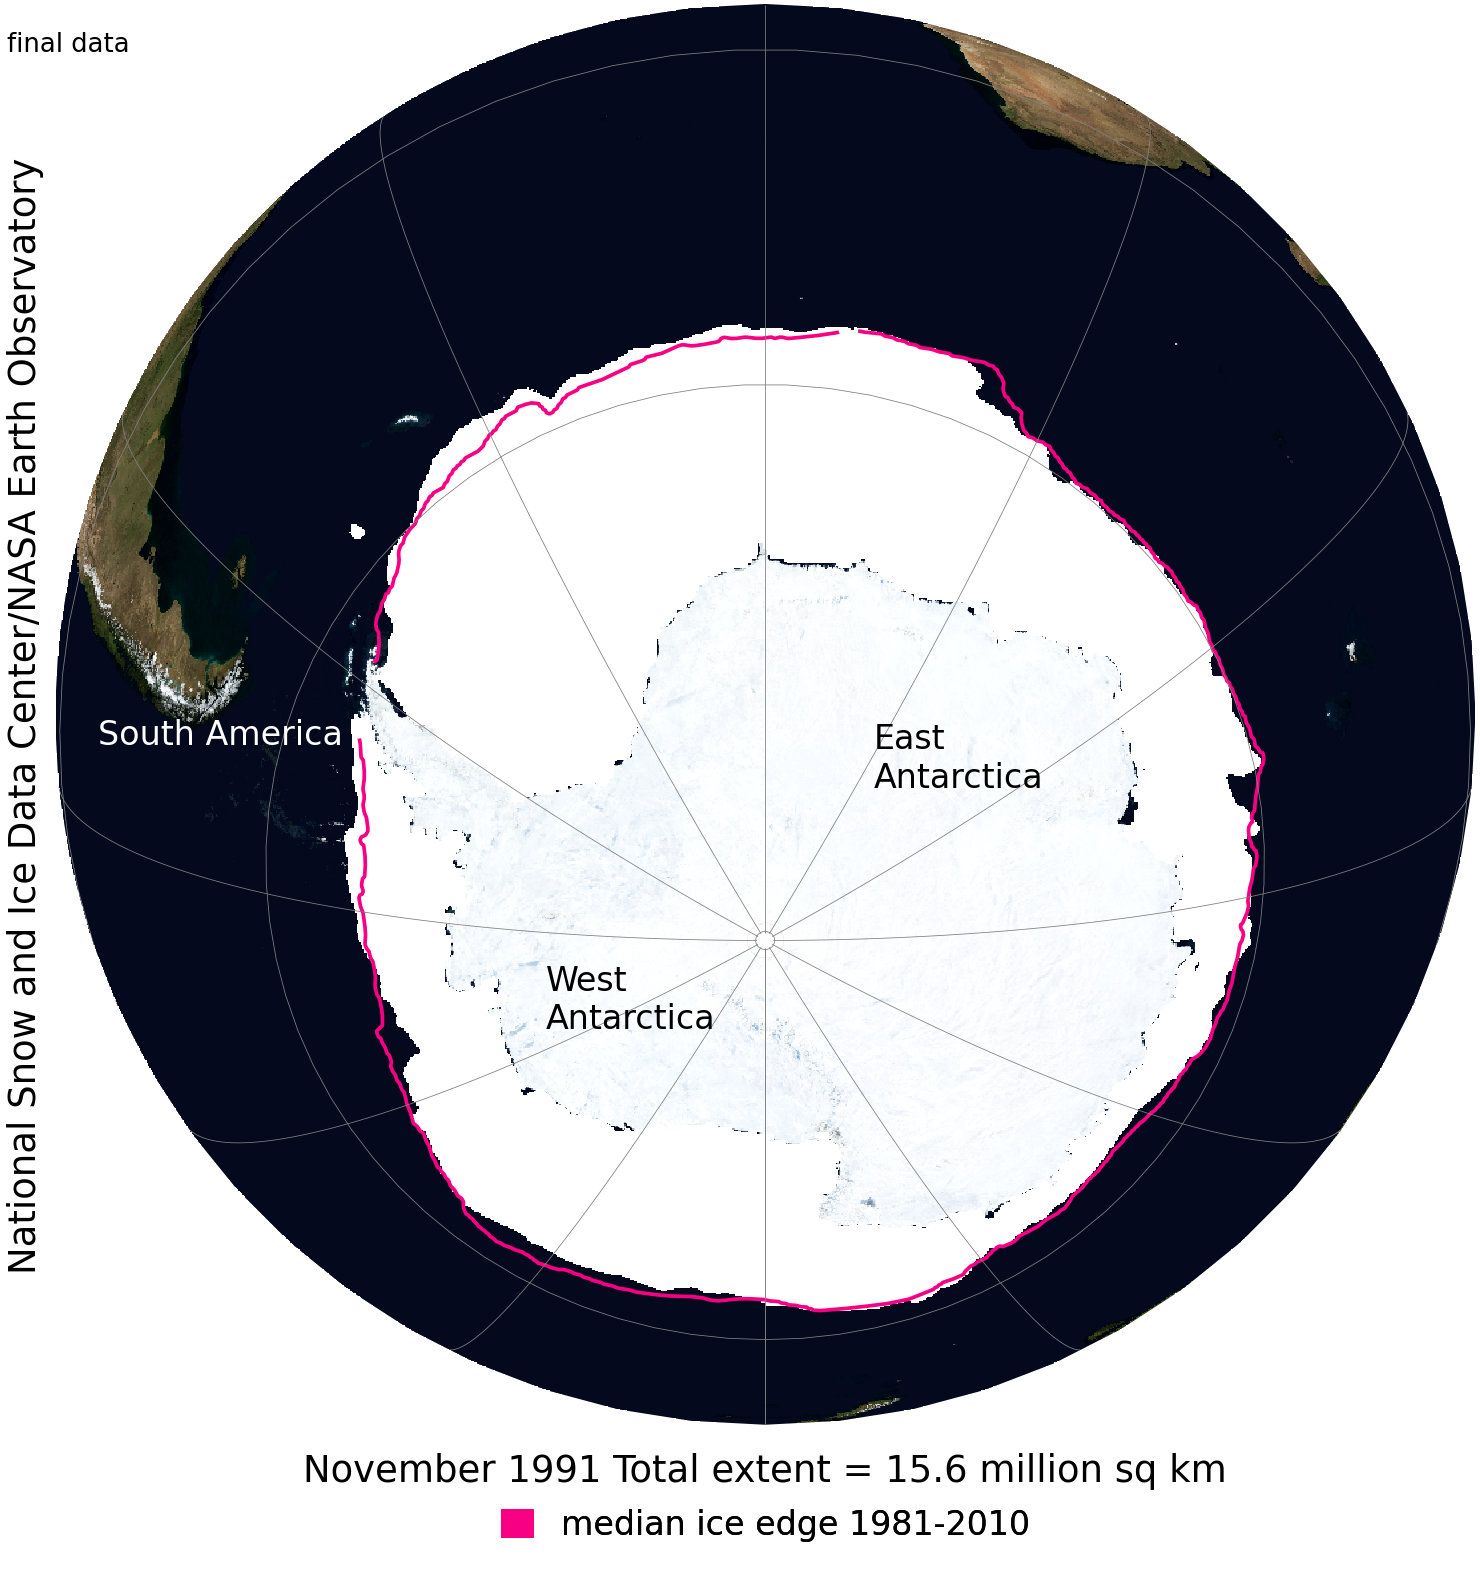 final data
National Snow and Ice Data Center/NASA Earth Observatory
South America
East
Antarctica
West
Antarctica
November 1991 Total extent = 15.6 million sq km
median ice edge 1981-2010